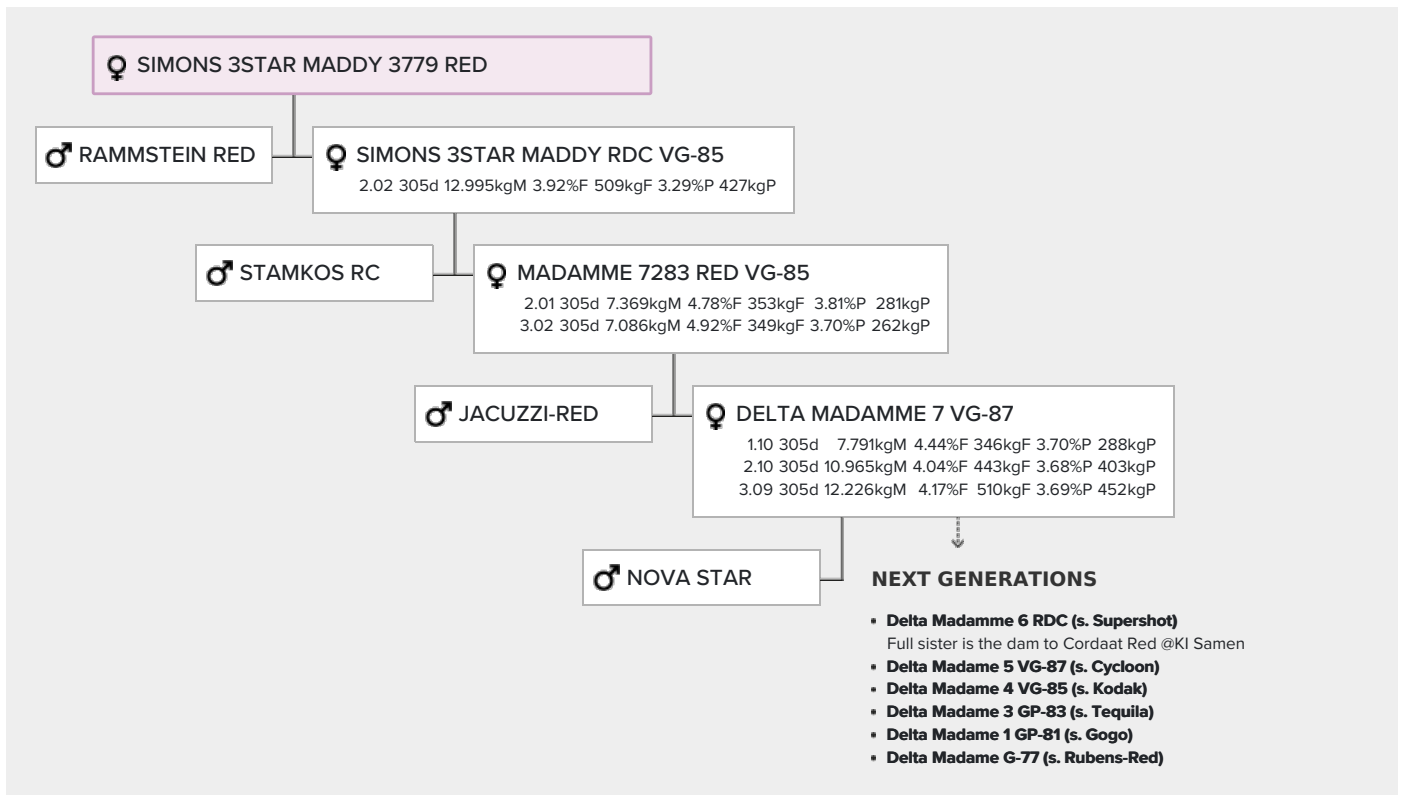 SIMONS 3STAR MADDY 3779 RED
RAMMSTEIN RED
SIMONS 3STAR MADDY RDC VG-85
2.02 305d 12.995kgM 3.92%F 509kgF 3.29%P 427kgP
STAMKOS RC
MADAMME 7283 RED VG-85
2.01 305d 7.369kgM 4.78%F 353kgF 3.81%P 281kgP
3.02 305d 7.086kgM 4.92%F 349kgF 3.70%P 262kgP
JACUZZI-RED
DELTA MADAMME 7 VG-87
1.10 305d 7.791kgM 4.44%F 346kgF 3.70%P 288kgP
2.10 305d 10.965kgM 4.04%F 443kgF 3.68%P 403kgP
3.09 305d 12.226kgM 4.17%F 510kgF 3.69%P 452kgP
NOVA STAR
NEXT GENERATIONS
• Delta Madamme 6 RDC (s. Supershot)
Full sister is the dam to Cordaat Red @KI Samen
• Delta Madame 5 VG-87 (s. Cycloon)
• Delta Madame 4 VG-85 (s. Kodak)
• Delta Madame 3 GP-83 (s. Tequila)
• Delta Madame 1 GP-81 (s. Gogo)
• Delta Madame G-77 (s. Rubens-Red)